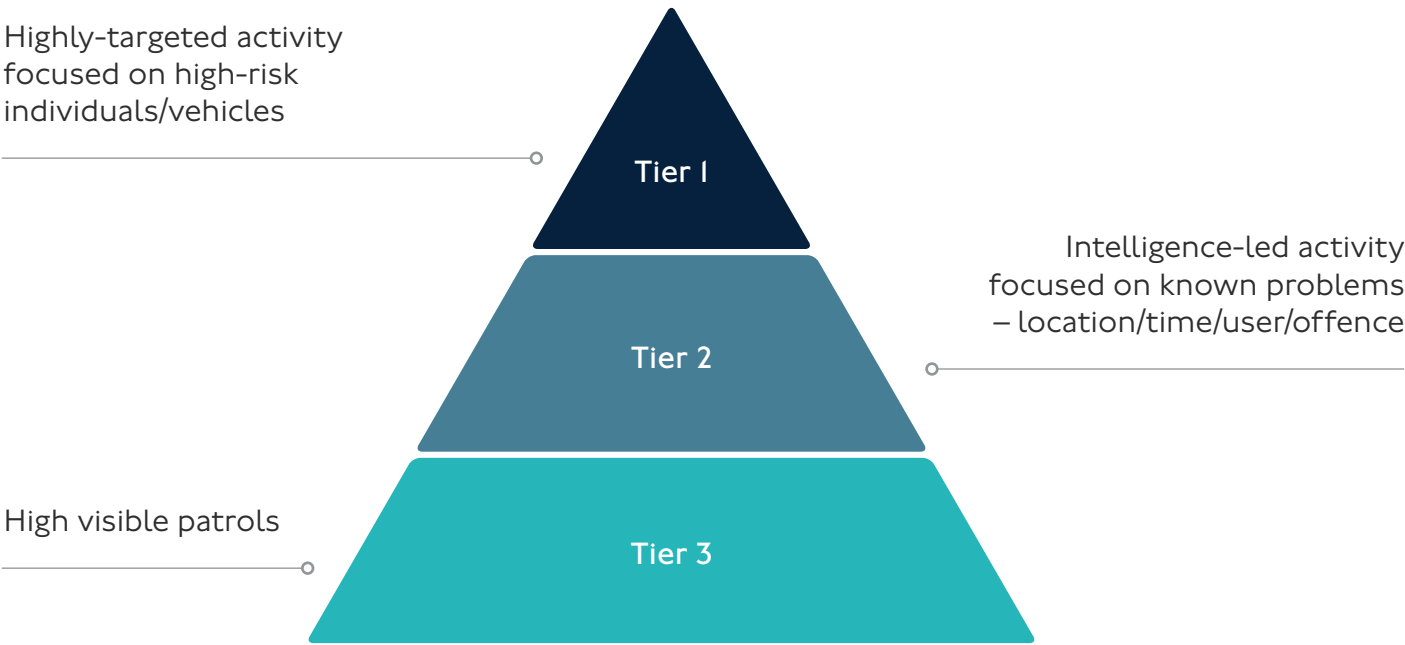 Highly-targeted activity
focused on high-risk
individuals/vehicles
Tier 1
Intelligence-led activity
focused on known problems
– location/time/user/offence
Tier 2
High visible patrols
Tier 3